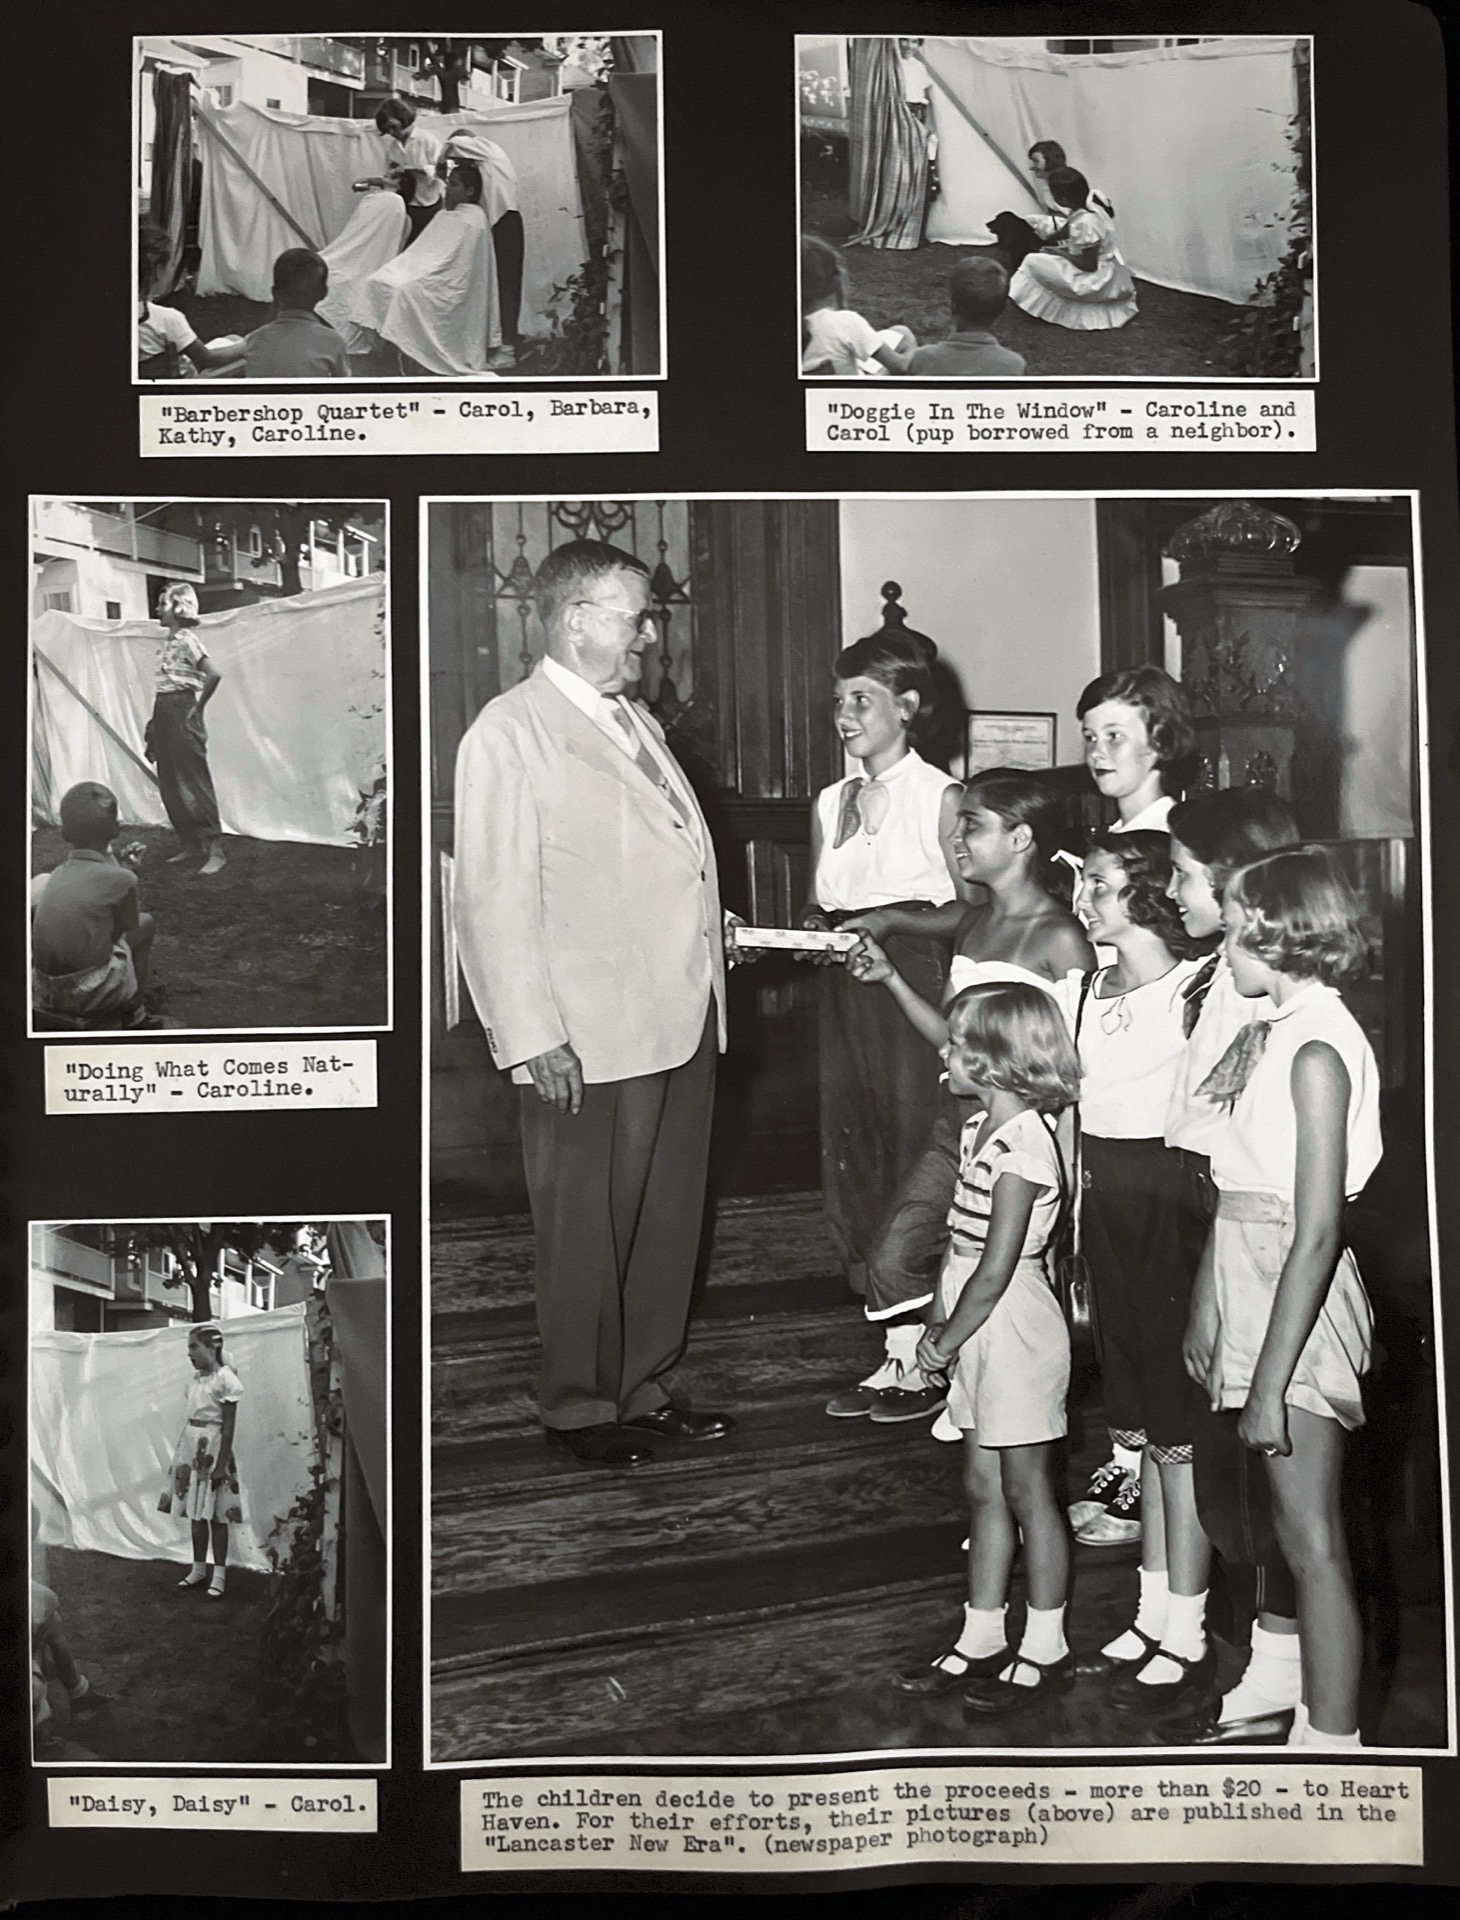 "Barbershop Quartet" - Carol, Barbara,
Kathy, Caroline.
"Doggie In The Window" - Caroline and
Carol (pup borrowed from a neighbor).
"Doing What Comes Nat-
urally" - Caroline.
"Daisy, Daisy" - Carol.
The children decide to present the proceeds - more than $20 - to Heart
Haven. For their efforts, their pictures (above) are published in the
"Lancaster New Era". (newspaper photograph)